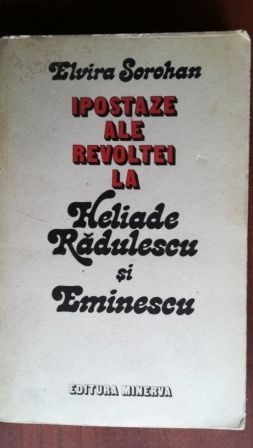 Elvira Sorohan
IPOSTAZE
ALE
REVOLTEI
LA
Heliade
Rădulescu
și
Eminescu
EDITURA MINERVA